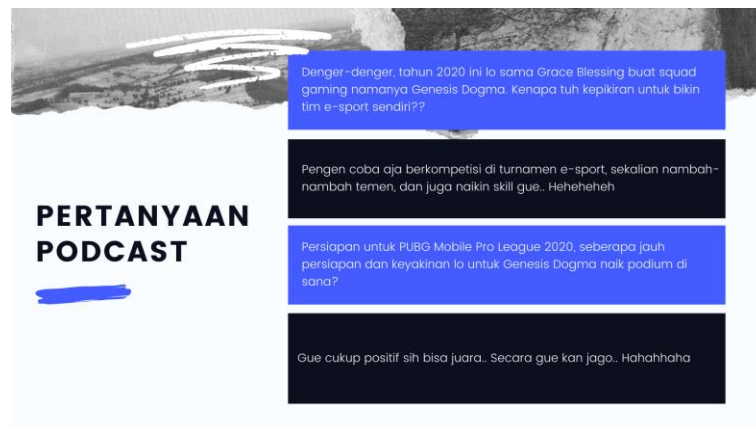 PERTANYAAN
PODCAST
Denger-denger, tahun 2020 ini lo sama Grace Blessing buat squad
gaming namanya Genesis Dogma. Kenapa tuh kepikiran untuk bikin
tim e-sport sendiri??
Pengen coba aja berkompetisi di turnamen e-sport, sekalian nambah-
nambah temen, dan juga naikin skill gue.. Heheheheh
Persiapan untuk PUBG Mobile Pro League 2020, seberapa jauh
persiapan dan keyakinan lo untuk Genesis Dogma naik podium di
sana?
Gue cukup positif sih bisa juara.. Secara gue kan jago.. Hahahhaha